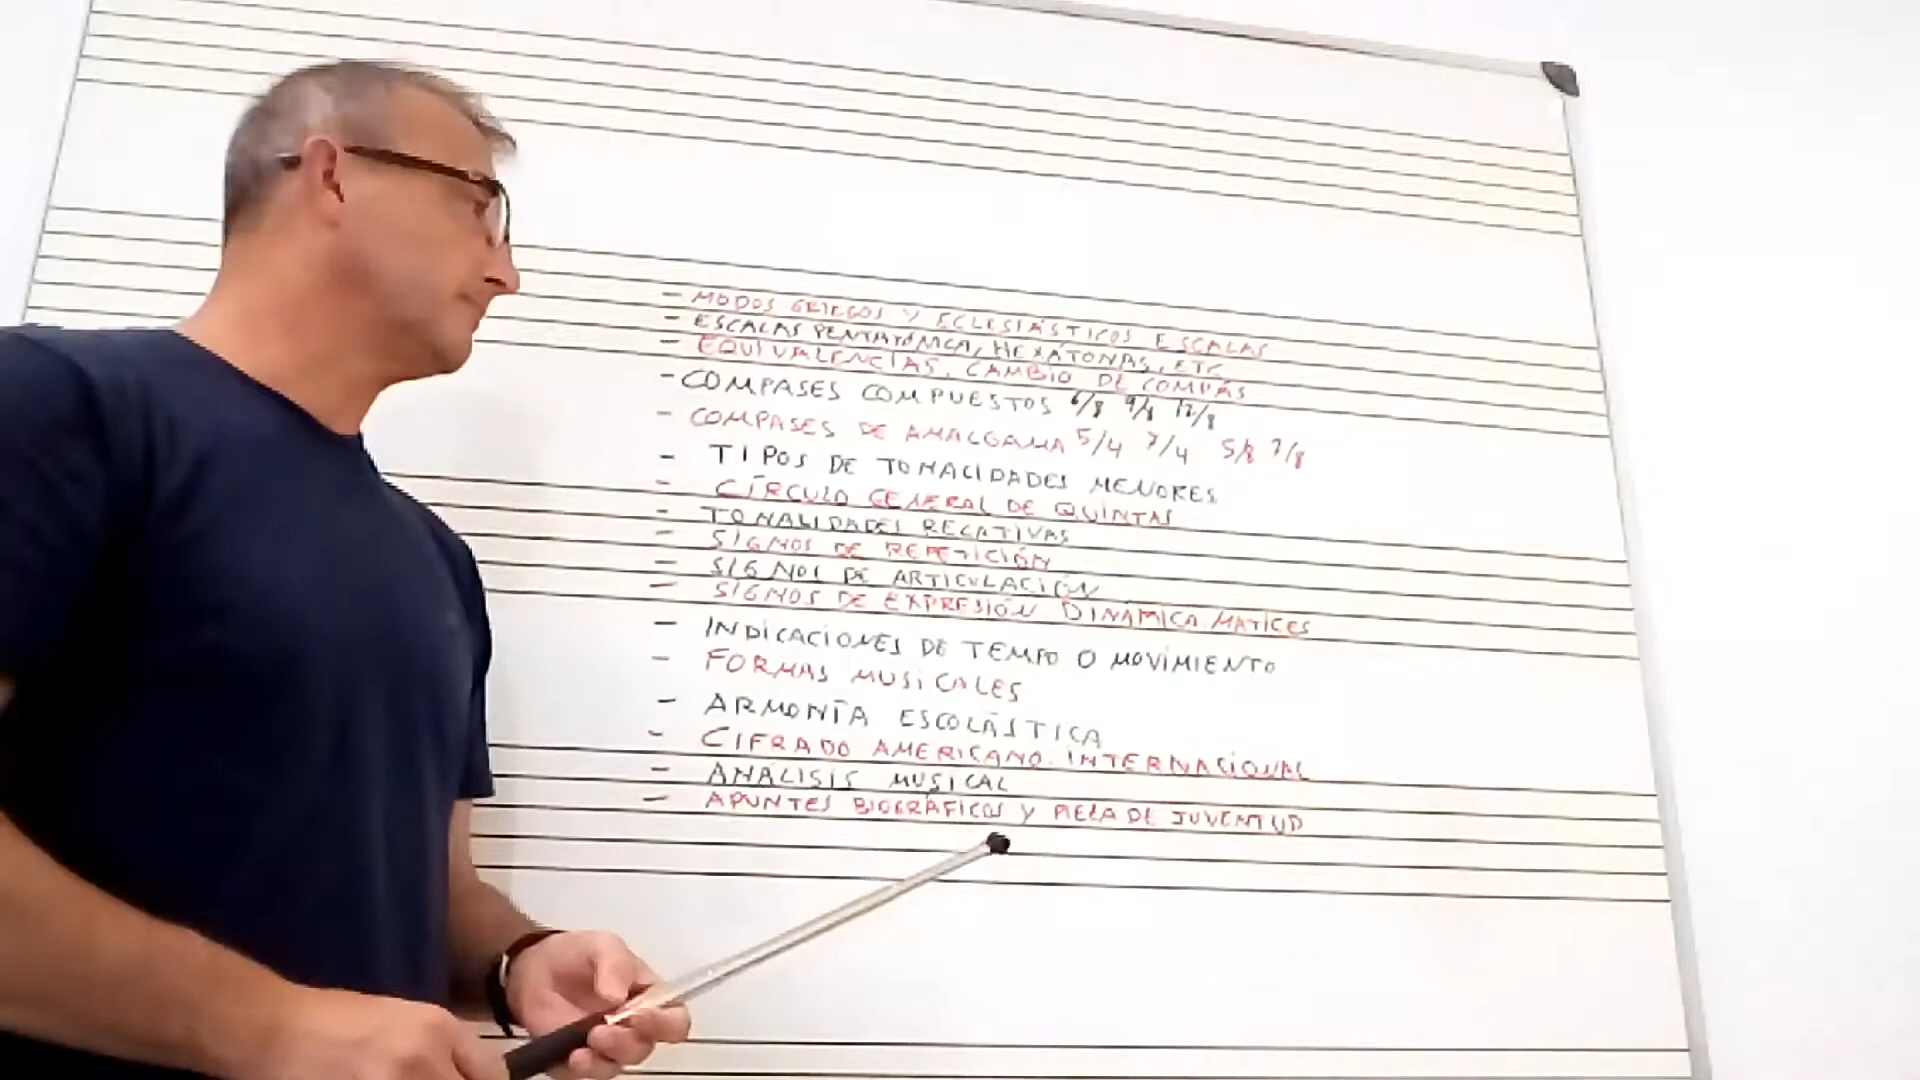 - MODOS GRIEGOS Y ECLESIÁSTICOS ESCALAS
- ESCALAS PENTATÓNICA, HEXÁTONAS, ETC
- EQUIVALENCIAS. CAMBIO DE COMPÁS
- COMPASES COMPUESTOS 6/8 9/8 12/8
- COMPASES DE AMALGAMA 5/4 7/4 5/8 7/8
- TIPOS DE TONALIDADES MENORES
- CÍRCULO GENERAL DE QUINTAS
- TONALIDADES RELATIVAS
- SIGNOS DE REPETICIÓN
- SIGNOS DE ARTICULACIÓN
- SIGNOS DE EXPRESIÓN DINÁMICA MATICES
- INDICACIONES DE TEMPO O MOVIMIENTO
- FORMAS MUSICALES
- ARMONÍA ESCOLÁSTICA
- CIFRADO AMERICANO. INTERNACIONAL
- ANÁLISIS MUSICAL
- APUNTES BIOGRÁFICOS Y PIEZA DE JUVENTUD